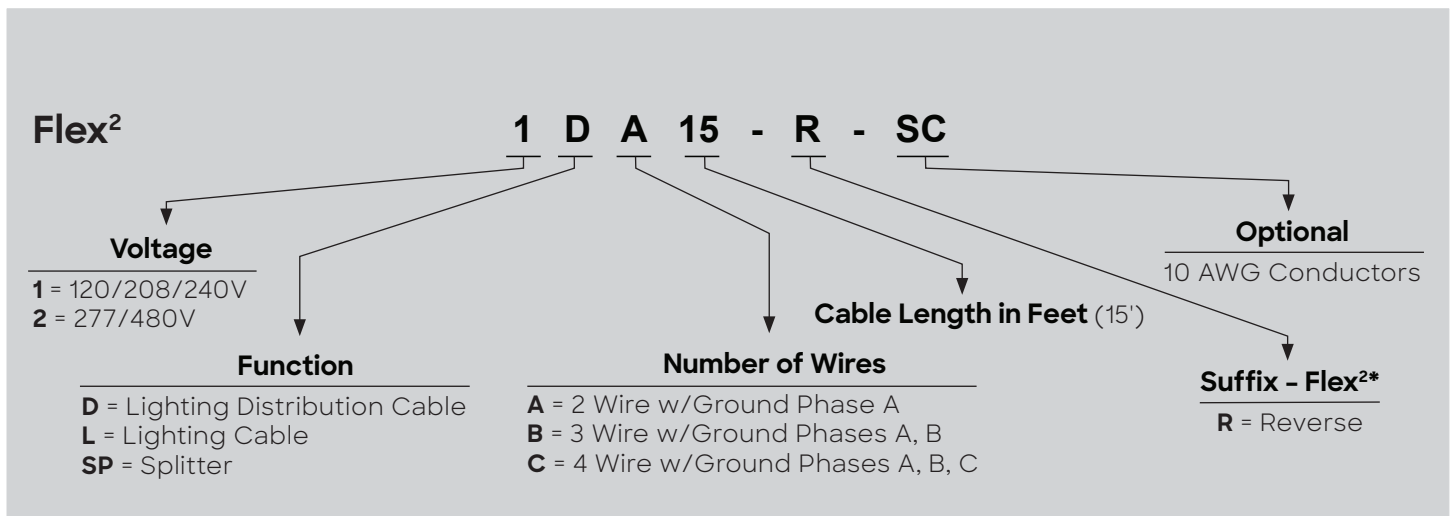 Flex² 1 D A 15 - R - SC
Voltage
1 = 120/208/240V
2 = 277/480V
Function
D = Lighting Distribution Cable
L = Lighting Cable
SP = Splitter
Number of Wires
A = 2 Wire w/Ground Phase A
B = 3 Wire w/Ground Phases A, B
C = 4 Wire w/Ground Phases A, B, C
Cable Length in Feet (15')
Optional
10 AWG Conductors
Suffix – Flex²*
R = Reverse